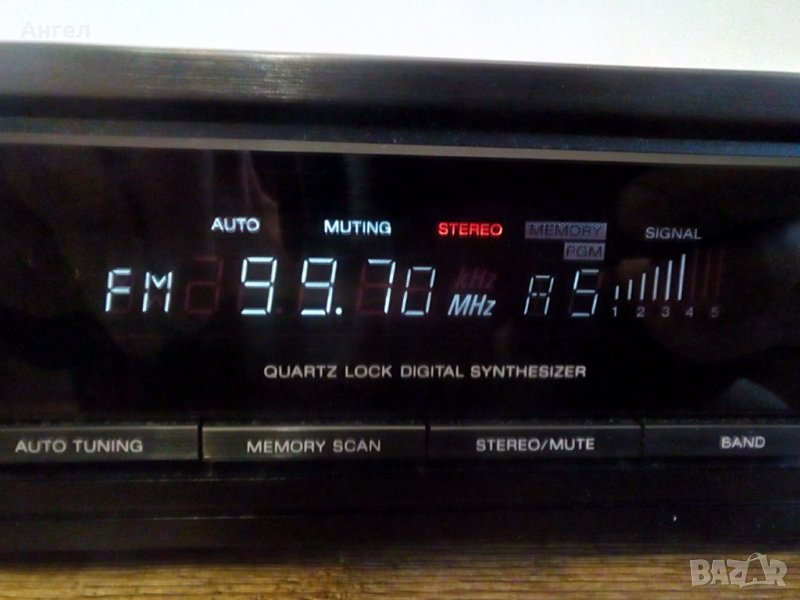 Ангел
AUTO MUTING STEREO MEMORY SIGNAL
PGM
FM 99.70 kHz MHz A5
1 2 3 4 5
QUARTZ LOCK DIGITAL SYNTHESIZER
AUTO TUNING MEMORY SCAN STEREO/MUTE BAND
BAZAR